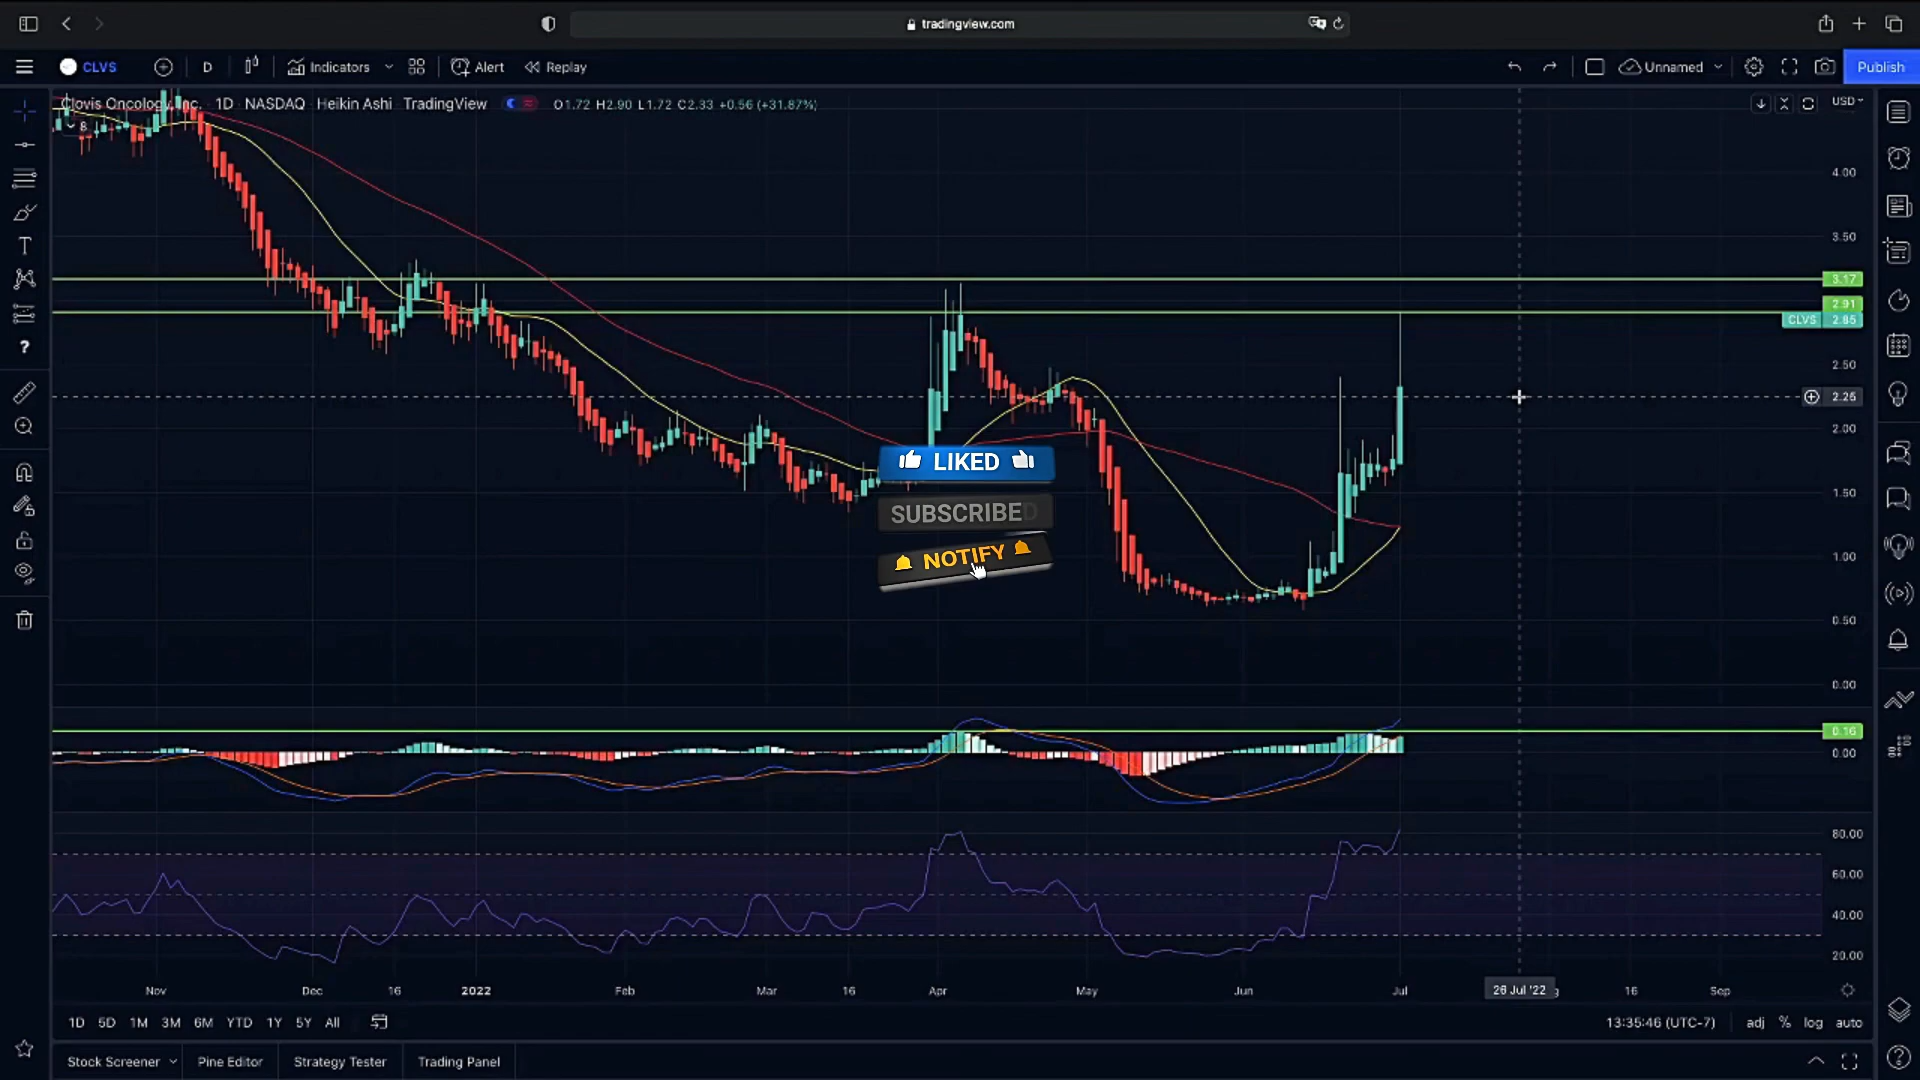 tradingview.com
CLVS D Indicators Alert Replay Unnamed Publish
Clovis Oncology, Inc. 1D NASDAQ Heikin Ashi TradingView O1.72 H2.90 L1.72 C2.33 +0.56 (+31.87%) USD
8
4.00
3.50
3.17
2.91
CLVS 2.85
2.50
2.25
2.00
LIKED
1.50
SUBSCRIBED
NOTIFY
1.00
0.50
0.00
0.16
0.00
80.00
60.00
40.00
20.00
Nov Dec 16 2022 Feb Mar 16 Apr May Jun Jul 26 Jul '22 16 Sep
1D 5D 1M 3M 6M YTD 1Y 5Y All 13:35:46 (UTC-7) adj % log auto
Stock Screener Pine Editor Strategy Tester Trading Panel